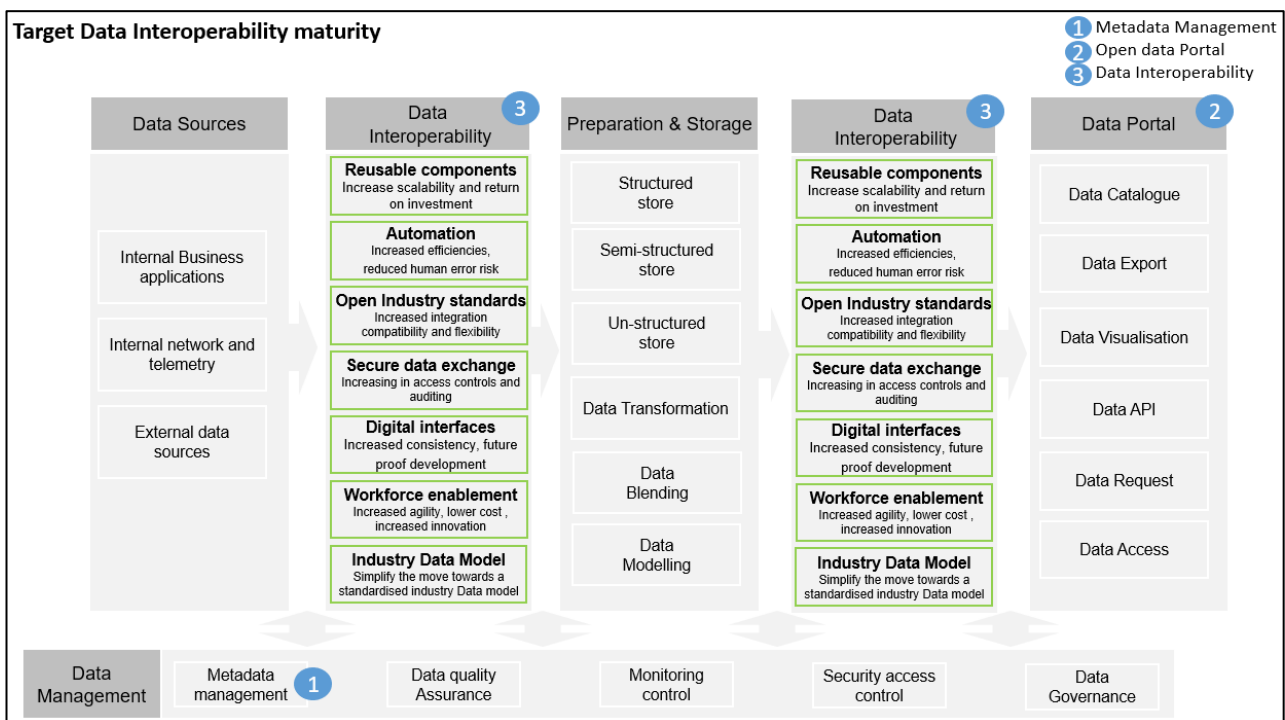 Target Data Interoperability maturity
1 Metadata Management
2 Open data Portal
3 Data Interoperability
Data Sources
Internal Business
applications
Internal network and
telemetry
External data
sources
Data
Interoperability
3
Reusable components
Increase scalability and return
on investment
Automation
Increased efficiencies,
reduced human error risk
Open Industry standards
Increased integration
compatibility and flexibility
Secure data exchange
Increasing in access controls and
auditing
Digital interfaces
Increased consistency, future
proof development
Workforce enablement
Increased agility, lower cost ,
increased innovation
Industry Data Model
Simplify the move towards a
standardised industry Data model
Preparation & Storage
Structured
store
Semi-structured
store
Un-structured
store
Data Transformation
Data
Blending
Data
Modelling
Data
Interoperability
3
Reusable components
Increase scalability and return
on investment
Automation
Increased efficiencies,
reduced human error risk
Open Industry standards
Increased integration
compatibility and flexibility
Secure data exchange
Increasing in access controls and
auditing
Digital interfaces
Increased consistency, future
proof development
Workforce enablement
Increased agility, lower cost ,
increased innovation
Industry Data Model
Simplify the move towards a
standardised industry Data model
Data Portal
2
Data Catalogue
Data Export
Data Visualisation
Data API
Data Request
Data Access
Data
Management
Metadata
management
1
Data quality
Assurance
Monitoring
control
Security access
control
Data
Governance